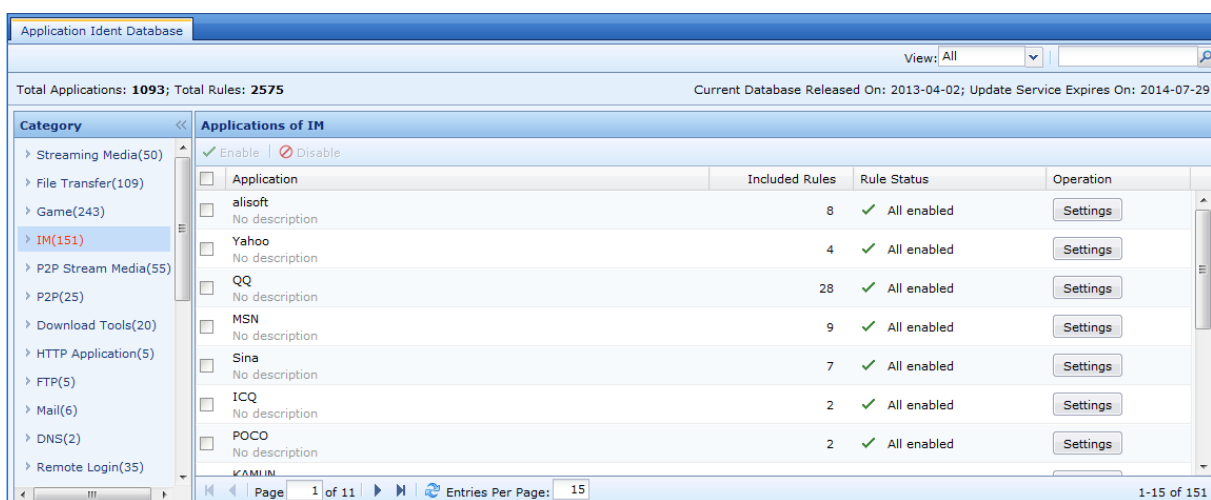 Application Ident Database
View: All
Total Applications: 1093; Total Rules: 2575
Current Database Released On: 2013-04-02; Update Service Expires On: 2014-07-29
Category
Streaming Media(50)
File Transfer(109)
Game(243)
IM(151)
P2P Stream Media(55)
P2P(25)
Download Tools(20)
HTTP Application(5)
FTP(5)
Mail(6)
DNS(2)
Remote Login(35)
Applications of IM
Enable Disable
Application Included Rules Rule Status Operation
alisoft
No description
8 All enabled Settings
Yahoo
No description
4 All enabled Settings
QQ
No description
28 All enabled Settings
MSN
No description
9 All enabled Settings
Sina
No description
7 All enabled Settings
ICQ
No description
2 All enabled Settings
POCO
No description
2 All enabled Settings
Page 1 of 11 Entries Per Page: 15
1-15 of 151